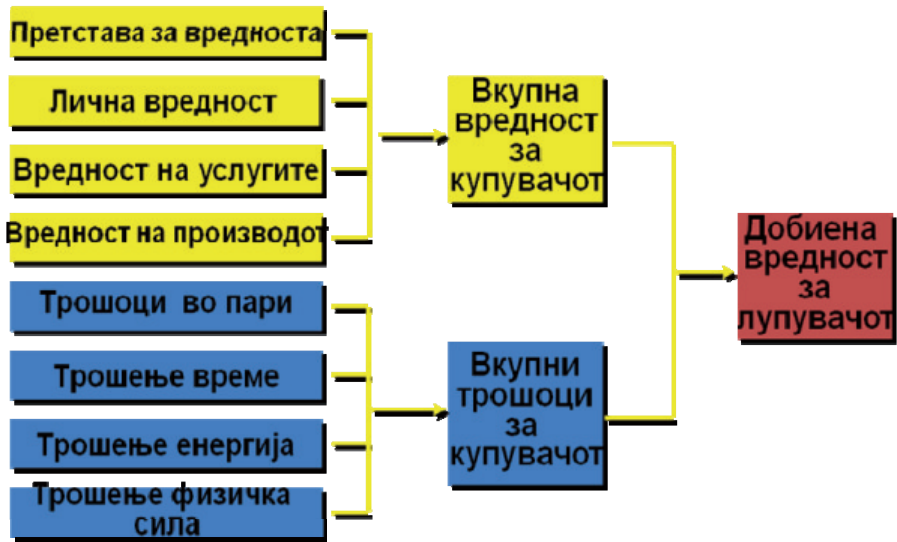 Претстава за вредноста
Лична вредност
Вредност на услугите
Вредност на производот
Трошоци во пари
Трошење време
Трошење енергија
Трошење физичка
сила
Вкупна
вредност
за
купувачот
Вкупни
трошоци
за
купувачот
Добиена
вредност
за
лупувачот